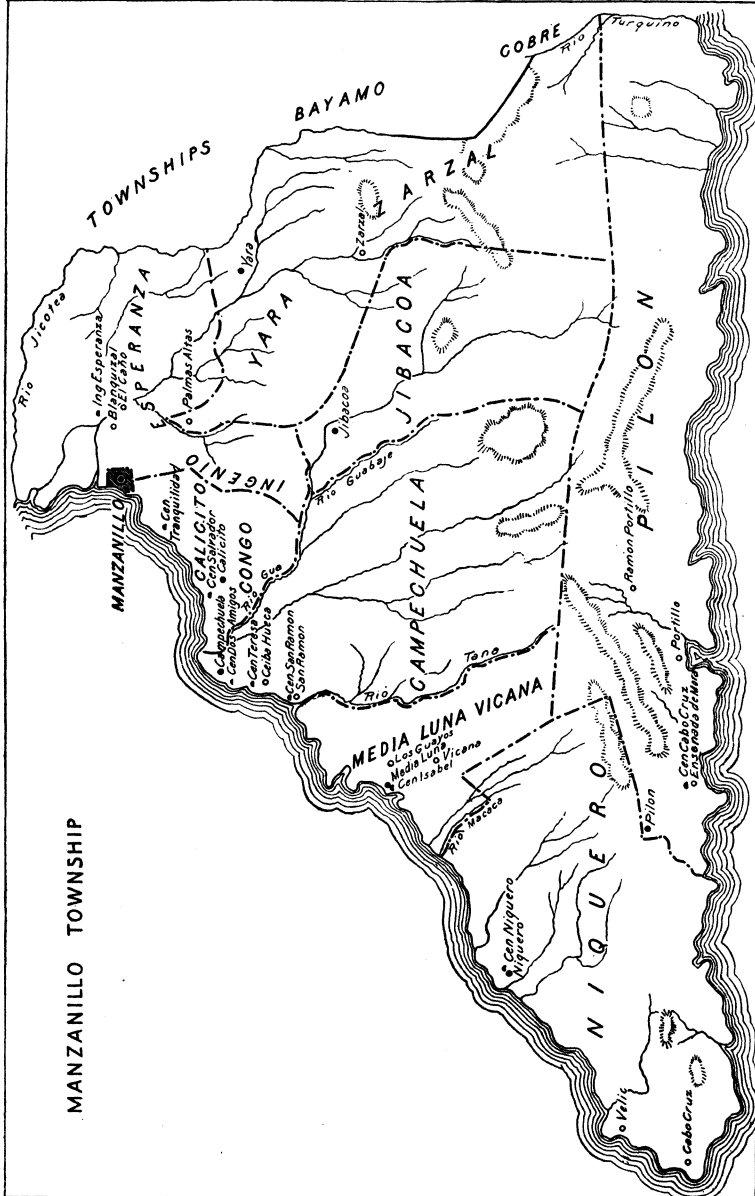 MANZANILLO TOWNSHIP
TOWNSHIPS
BAYAMO
COBRE
Rio Turquino
Rio Jicotea
Ing Esperanza
Blanquizal
El Caño
ESPERANZA
Palmas Altas
Yara
YARA
Zarzal
ZARZAL
MANZANILLO
Cen
Tranquilidad
INGENIO
CALICITO
Cen Salvador
Calicito
CONGO
Campechuela
Cen Dos Amigos
Rio Gua
Cen Teresa
Ceiba Hueca
Cen San Ramon
San Ramon
Jibacoa
JIBACOA
Rio Guabaje
CAMPECHUELA
Rio Tana
MEDIA LUNA VICANA
Los Guayos
Media Luna
Vicana
Cen Isabel
Rio Macaca
PILON
Ramon Portillo
Portillo
Cen Cabo Cruz
Ensenada de Mora
Pilon
NIQUERO
Cen Niquero
Niquero
Velic
Cabo Cruz